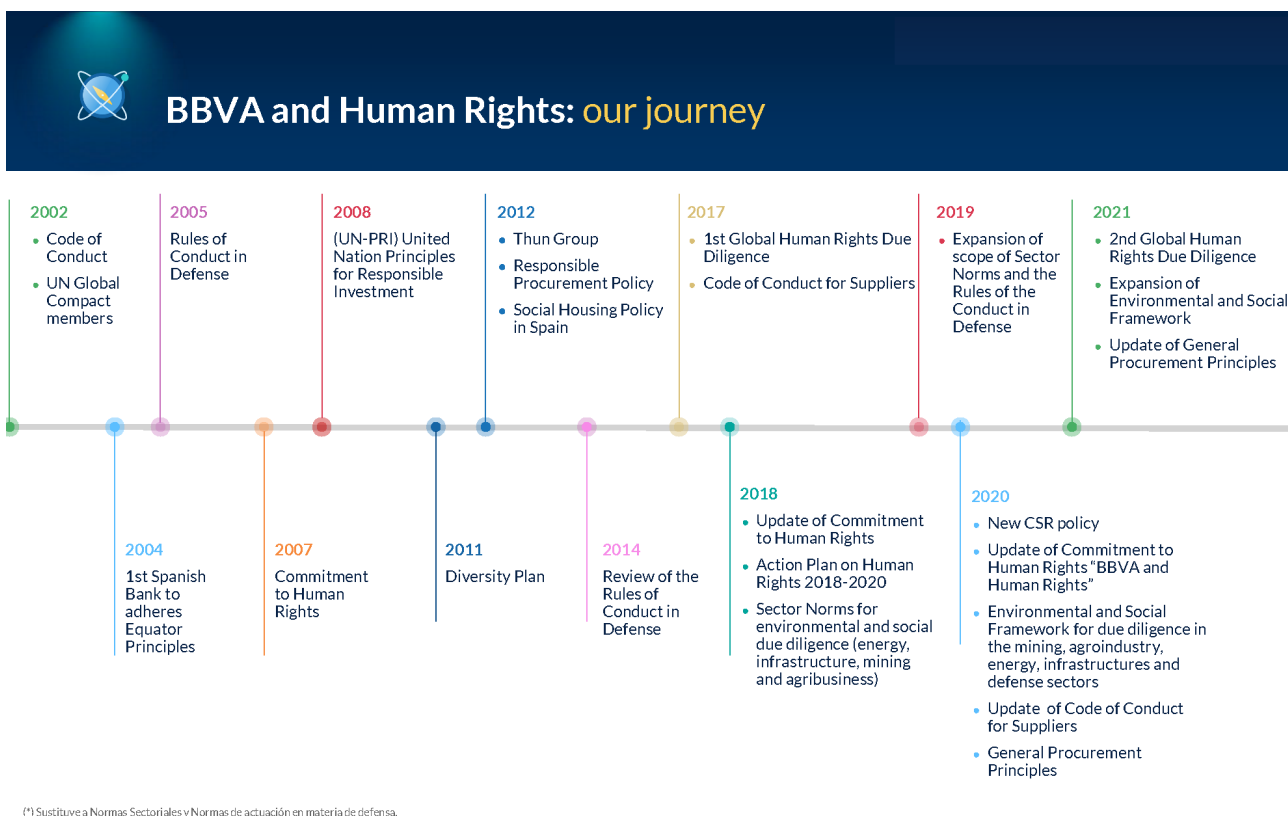 BBVA and Human Rights: our journey
2002
Code of
Conduct
UN Global
Compact
members
2005
Rules of
Conduct in
Defense
2008
(UN-PRI) United
Nation Principles
for Responsible
Investment
2012
Thun Group
Responsible
Procurement Policy
Social Housing Policy
in Spain
2017
1st Global Human Rights Due
Diligence
Code of Conduct for Suppliers
2019
Expansion of
scope of Sector
Norms and the
Rules of the
Conduct in
Defense
2021
2nd Global Human
Rights Due Diligence
Expansion of
Environmental and Social
Framework
Update of General
Procurement Principles
2004
1st Spanish
Bank to
adheres
Equator
Principles
2007
Commitment
to Human
Rights
2011
Diversity Plan
2014
Review of the
Rules of
Conduct in
Defense
2018
Update of Commitment
to Human Rights
Action Plan on Human
Rights 2018-2020
Sector Norms for
environmental and social
due diligence (energy,
infrastructure, mining
and agribusiness)
2020
New CSR policy
Update of Commitment to
Human Rights “BBVA and
Human Rights”
Environmental and Social
Framework for due diligence in
the mining, agroindustry,
energy, infrastructures and
defense sectors
Update of Code of Conduct
for Suppliers
General Procurement
Principles
(*) Sustituye a Normas Sectoriales y Normas de actuación en materia de defensa.